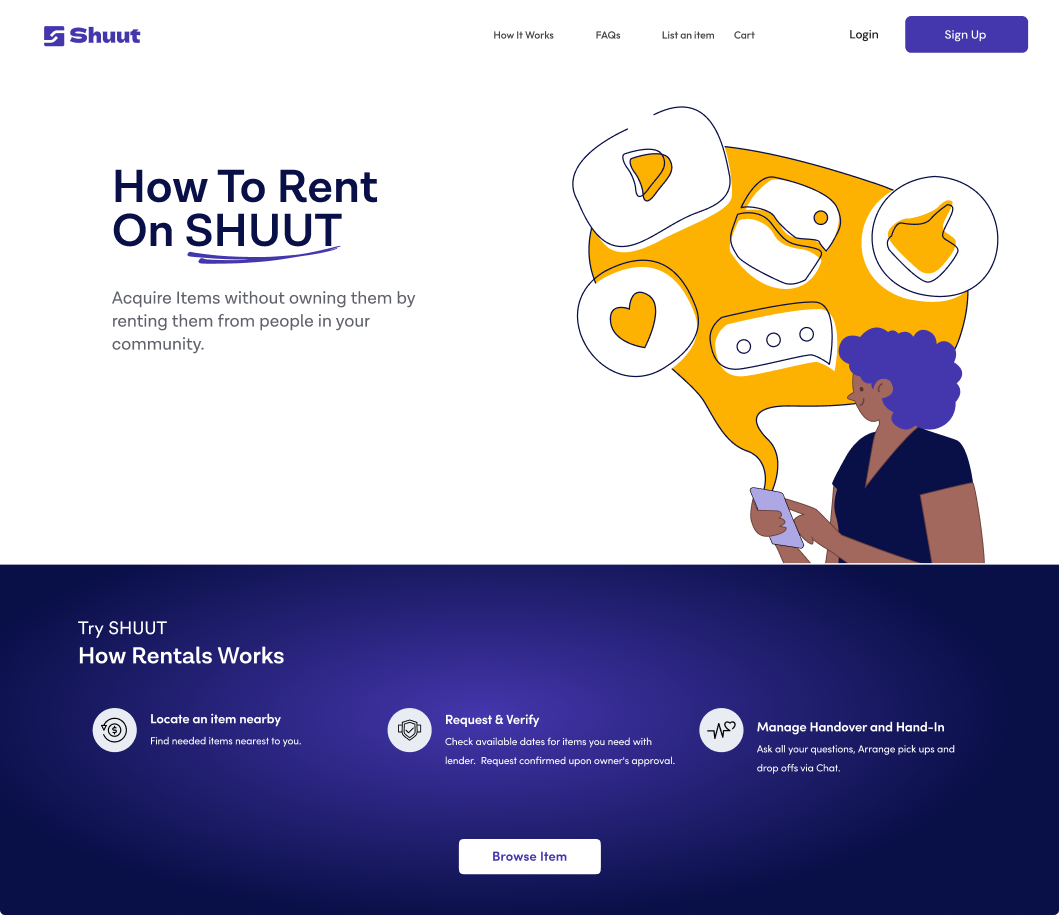 Shuut
How It Works
FAQs
List an item
Cart
Login
Sign Up
How To Rent
On SHUUT
Acquire Items without owning them by
renting them from people in your
community.
Try SHUUT
How Rentals Works
Locate an item nearby
Find needed items nearest to you.
Request & Verify
Check available dates for items you need with
lender.  Request confirmed upon owner's approval.
Manage Handover and Hand-In
Ask all your questions, Arrange pick ups and
drop offs via Chat.
Browse Item